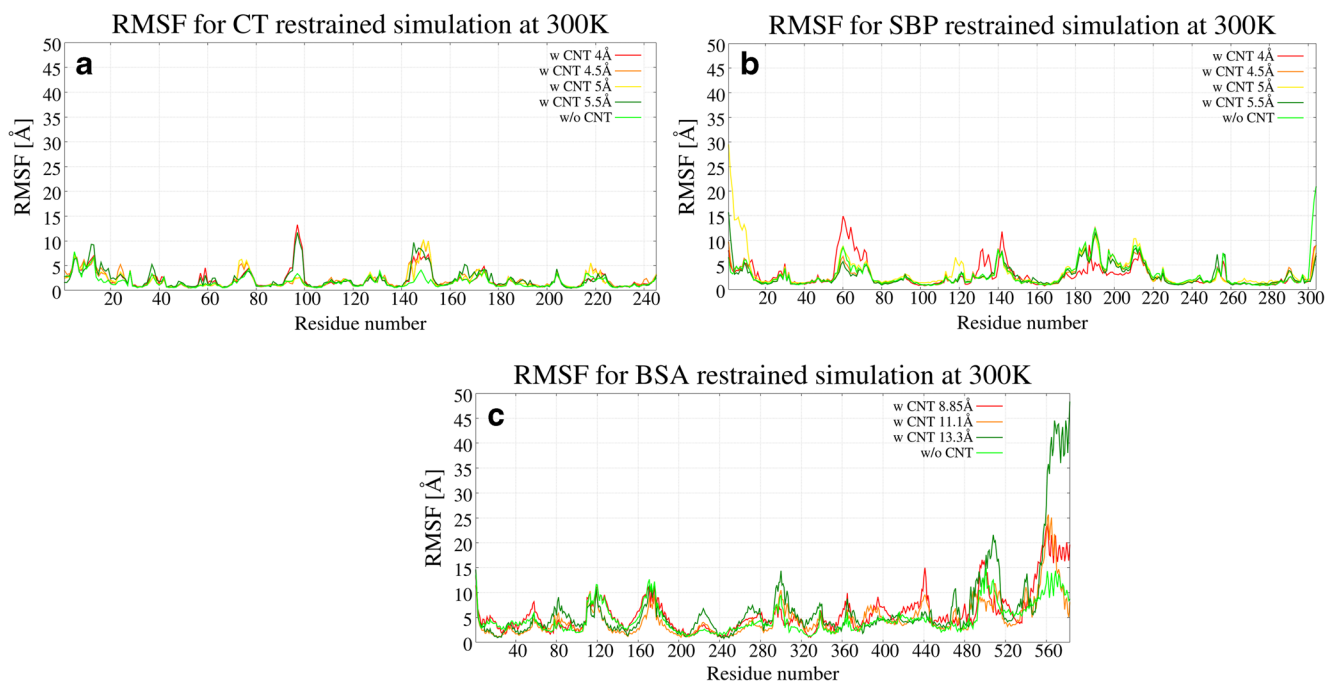 RMSF for CT restrained simulation at 300K
a
w CNT 4Å
w CNT 4.5Å
w CNT 5Å
w CNT 5.5Å
w/o CNT
50
45
40
35
30
25
20
15
10
5
0
RMSF [Å]
20 40 60 80 100 120 140 160 180 200 220 240
Residue number
RMSF for SBP restrained simulation at 300K
b
w CNT 4Å
w CNT 4.5Å
w CNT 5Å
w CNT 5.5Å
w/o CNT
50
45
40
35
30
25
20
15
10
5
0
RMSF [Å]
20 40 60 80 100 120 140 160 180 200 220 240 260 280 300
Residue number
RMSF for BSA restrained simulation at 300K
c
w CNT 8.85Å
w CNT 11.1Å
w CNT 13.3Å
w/o CNT
50
45
40
35
30
25
20
15
10
5
0
RMSF [Å]
40 80 120 160 200 240 280 320 360 400 440 480 520 560
Residue number